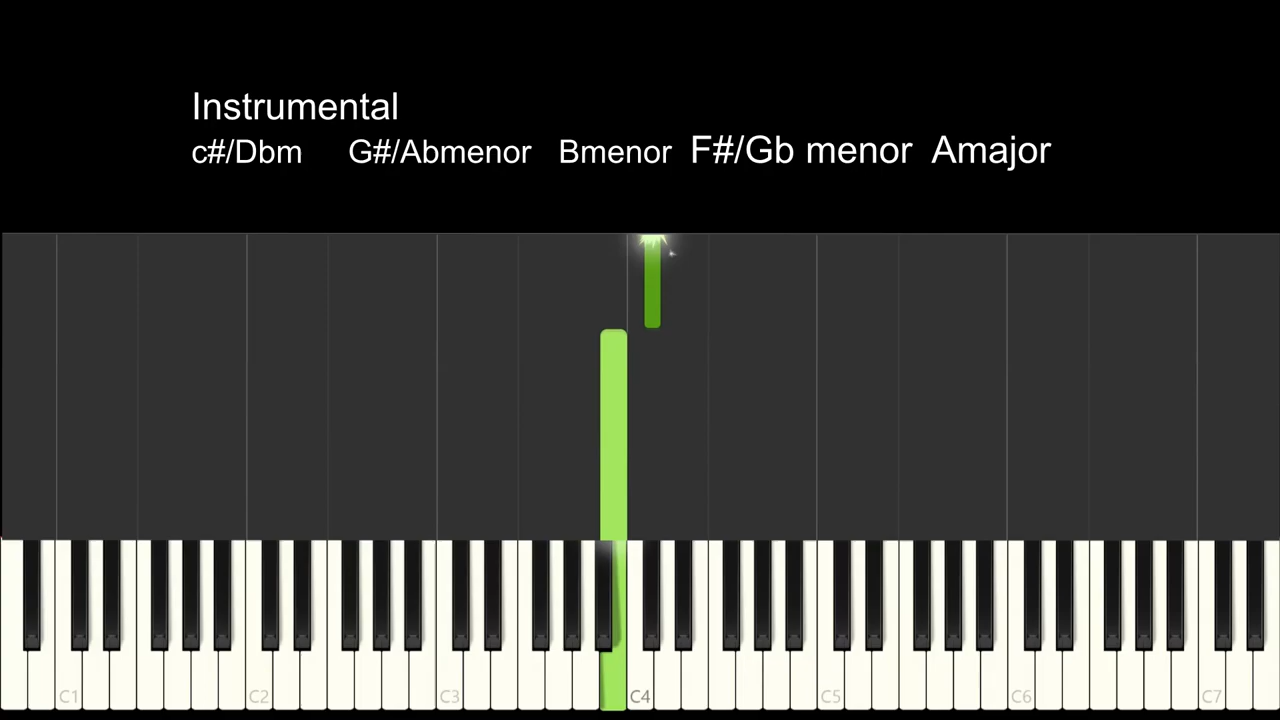 Instrumental
c#/Dbm G#/Abmenor Bmenor F#/Gb menor Amajor
C1 C2 C3 C4 C5 C6 C7